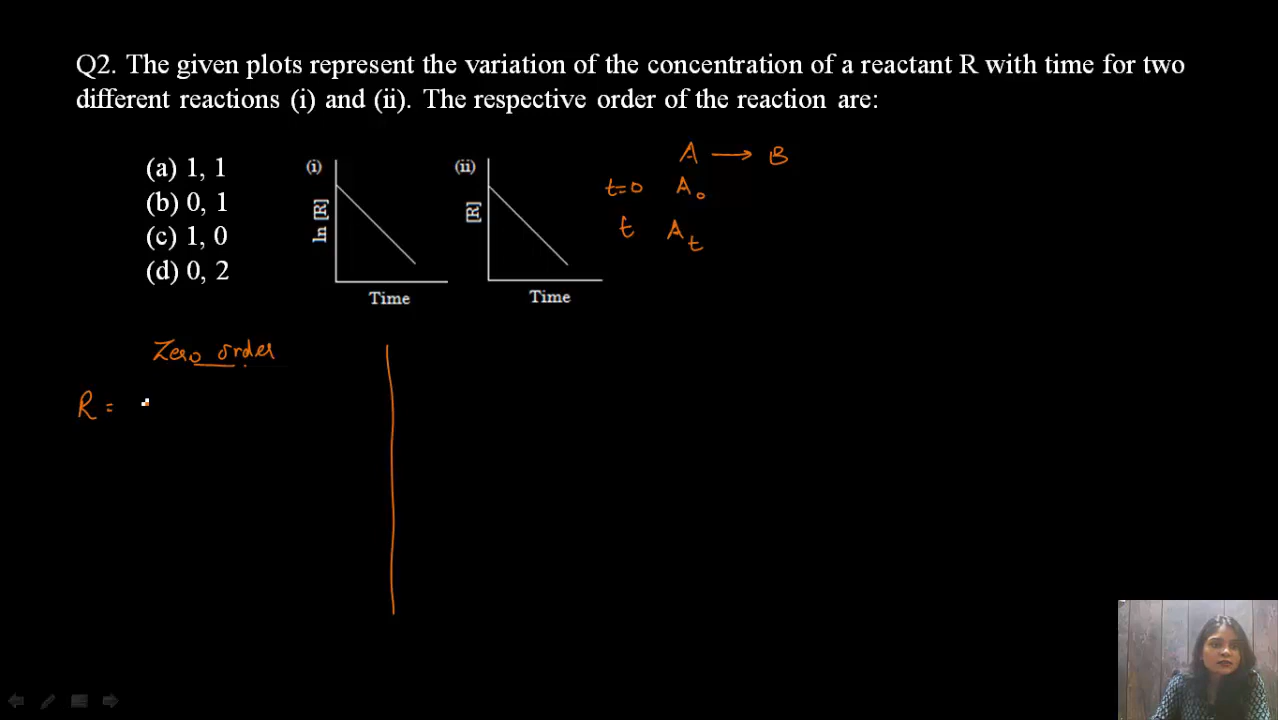 Q2. The given plots represent the variation of the concentration of a reactant R with time for two
different reactions (i) and (ii). The respective order of the reaction are:
(a) 1, 1
(b) 0, 1
(c) 1, 0
(d) 0, 2
(i)
ln [R]
Time
(ii)
[R]
Time
A → B
t=0 A₀
t Aₜ
Zero order
R =